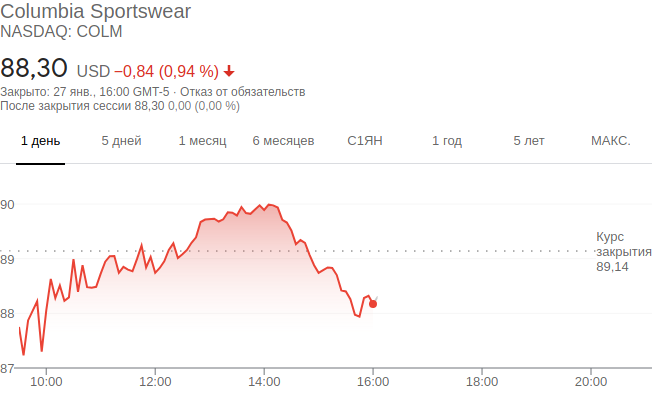 Columbia Sportswear
NASDAQ: COLM
88,30 USD −0,84 (0,94 %)
Закрыто: 27 янв., 16:00 GMT-5 · Отказ от обязательств
После закрытия сессии 88,30 0,00 (0,00 %)
1 день 5 дней 1 месяц 6 месяцев С1ЯН 1 год 5 лет МАКС.
90
Курс
закрытия
89,14
89
88
87
10:00 12:00 14:00 16:00 18:00 20:00